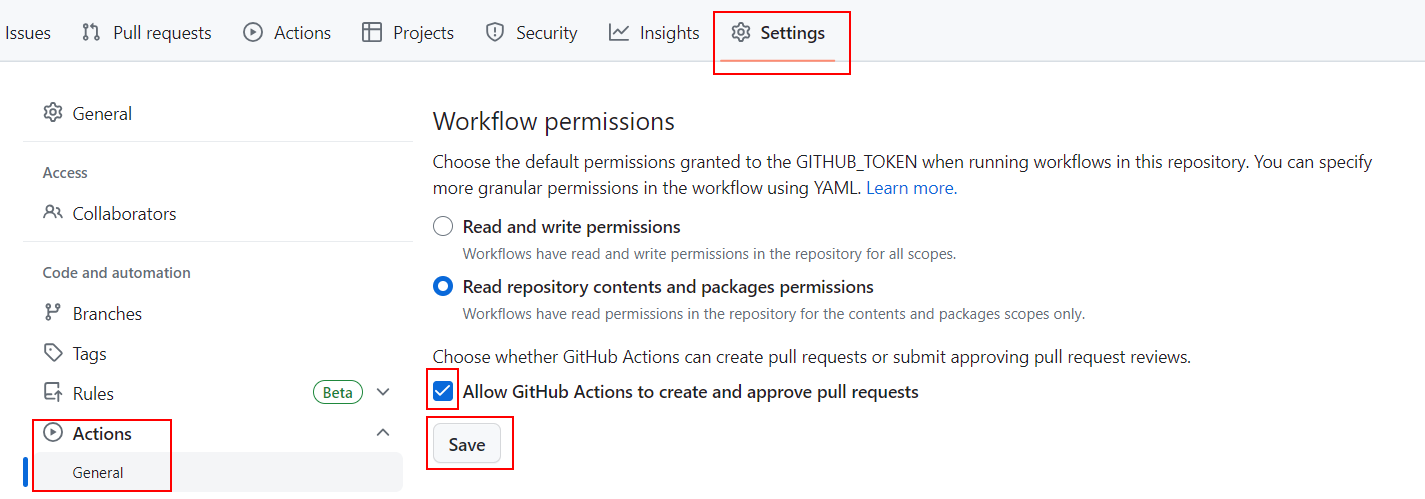 Issues
Pull requests
Actions
Projects
Security
Insights
Settings
General
Access
Collaborators
Code and automation
Branches
Tags
Rules
Beta
Actions
General
Workflow permissions
Choose the default permissions granted to the GITHUB_TOKEN when running workflows in this repository. You can specify
more granular permissions in the workflow using YAML. Learn more.
Read and write permissions
Workflows have read and write permissions in the repository for all scopes.
Read repository contents and packages permissions
Workflows have read permissions in the repository for the contents and packages scopes only.
Choose whether GitHub Actions can create pull requests or submit approving pull request reviews.
Allow GitHub Actions to create and approve pull requests
Save